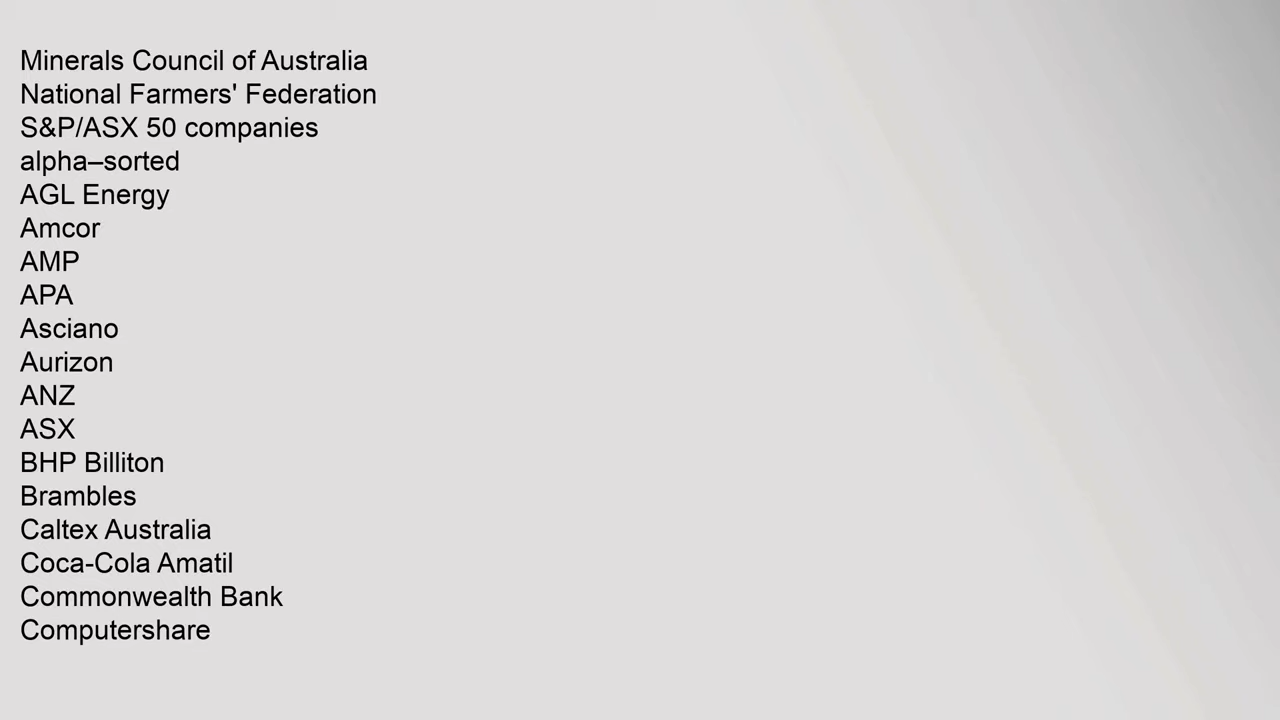 Minerals Council of Australia
National Farmers' Federation
S&P/ASX 50 companies
alpha–sorted
AGL Energy
Amcor
AMP
APA
Asciano
Aurizon
ANZ
ASX
BHP Billiton
Brambles
Caltex Australia
Coca-Cola Amatil
Commonwealth Bank
Computershare